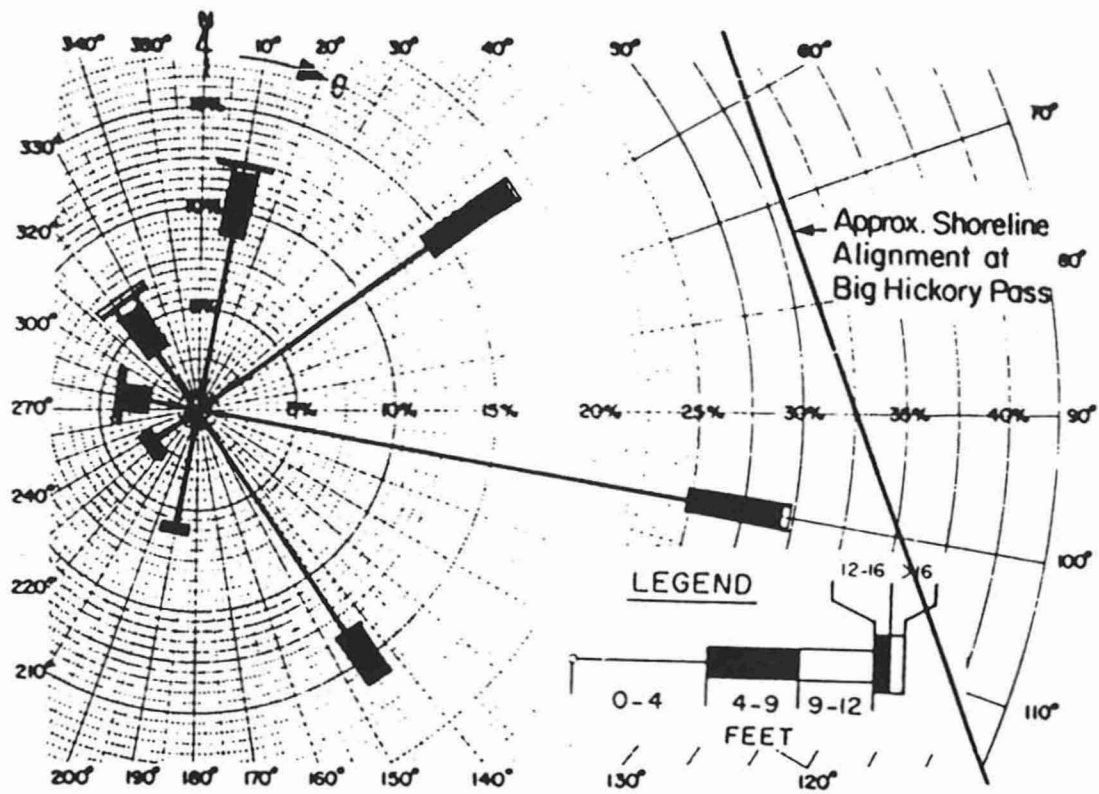 N
340° 10° 20° 30° 40° 50° 60°
θ
70°
330°
10%
320°
Approx. Shoreline
Alignment at
Big Hickory Pass
80°
300°
5%
270° 5% 10% 15% 20% 25% 30% 35% 40% 90°
240°
100°
12-16 >16
LEGEND
220°
0-4 4-9 9-12
FEET
210°
110°
200° 190° 180° 170° 160° 150° 140° 130° 120°